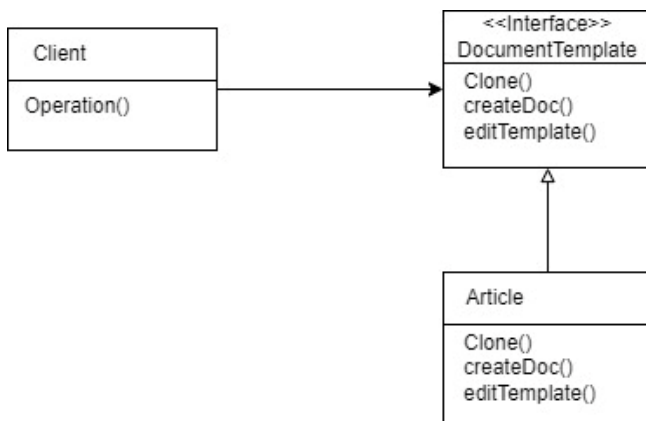 Client
Operation()
<<Interface>>
DocumentTemplate
Clone()
createDoc()
editTemplate()
Article
Clone()
createDoc()
editTemplate()